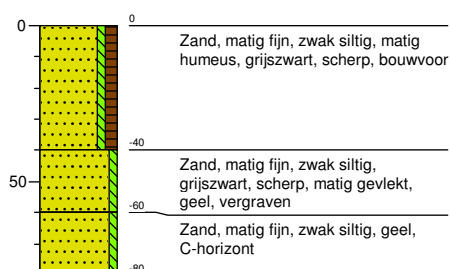 0
0
Zand, matig fijn, zwak siltig, matig
humeus, grijszwart, scherp, bouwvoor
-40
Zand, matig fijn, zwak siltig,
grijszwart, scherp, matig gevlekt,
geel, vergraven
50
-60
Zand, matig fijn, zwak siltig, geel,
C-horizont
-80